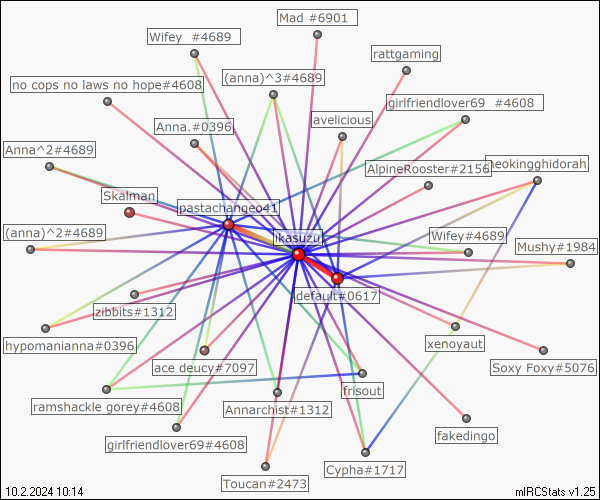 Mad #6901
Wifey #4689
rattgaming
(anna)^3#4689
no cops no laws no hope#4608
girlfriendlover69 #4608
avelicious
Anna.#0396
Anna^2#4689
neokingghidorah
AlpineRooster#2156
Skalman
pastachangeo41
(anna)^2#4689
ikasuzu
Wifey#4689
Mushy#1984
default#0617
zibbits#1312
hypomanianna#0396
xenoyaut
ace deucy#7097
Soxy Foxy#5076
frisout
ramshackle gorey#4608
Annarchist#1312
fakedingo
girlfriendlover69#4608
Cypha#1717
Toucan#2473
10.2.2024 10:14
mIRCStats v1.25